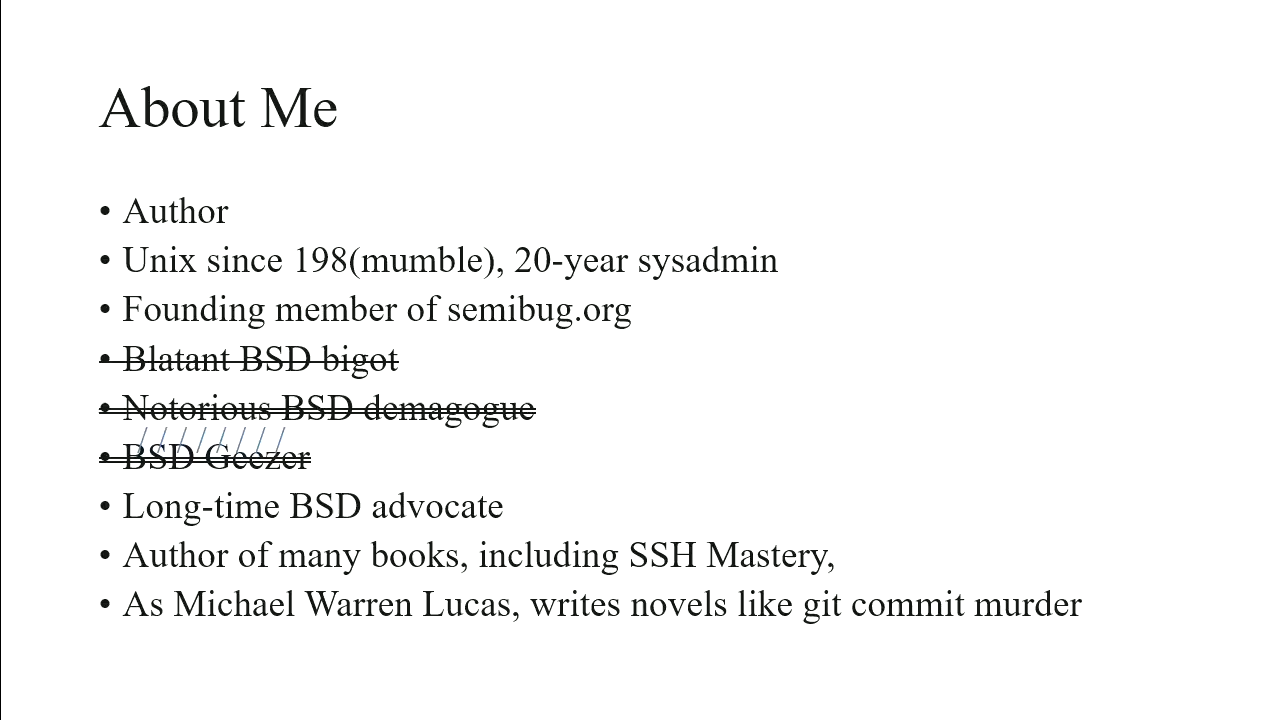 About Me
• Author
• Unix since 198(mumble), 20-year sysadmin
• Founding member of semibug.org
• Blatant BSD bigot
• Notorious BSD demagogue
• BSD Geezer
• Long-time BSD advocate
• Author of many books, including SSH Mastery,
• As Michael Warren Lucas, writes novels like git commit murder